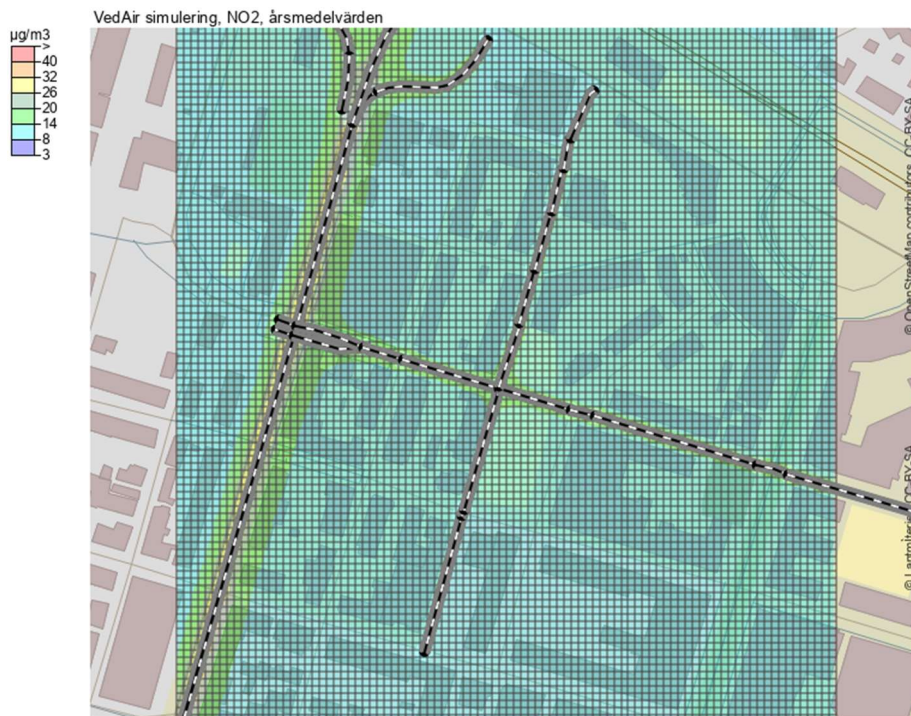 VedAir simulering, NO2, årsmedelvärden
µg/m3
>
40
32
26
20
14
8
3
© OpenStreetMap contributors, CC-BY-SA
CC BY SA